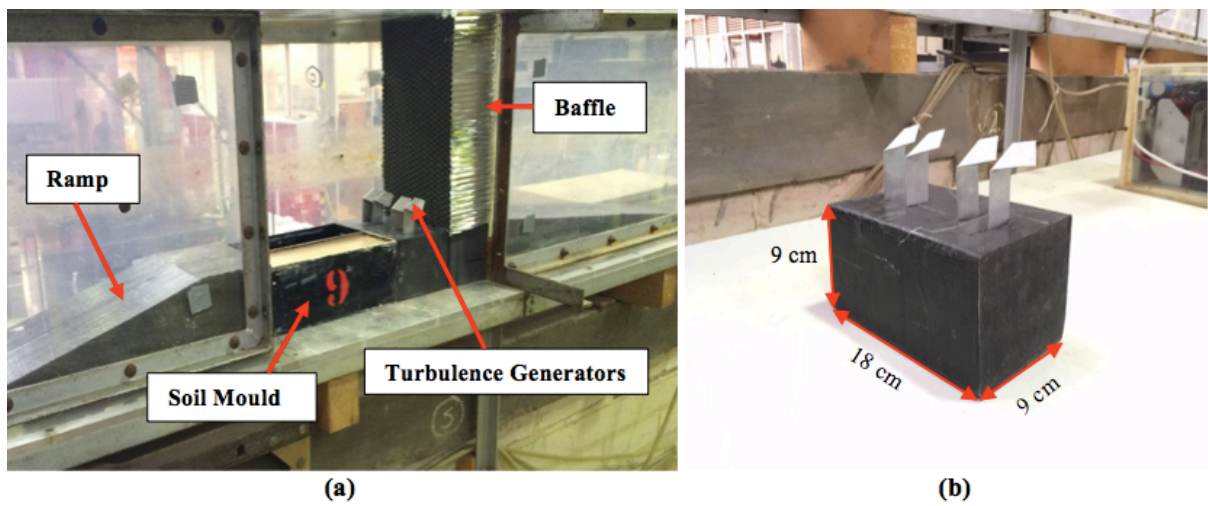 Baffle
Ramp
9
Turbulence Generators
Soil Mould
(a)
9 cm
18 cm
9 cm
(b)